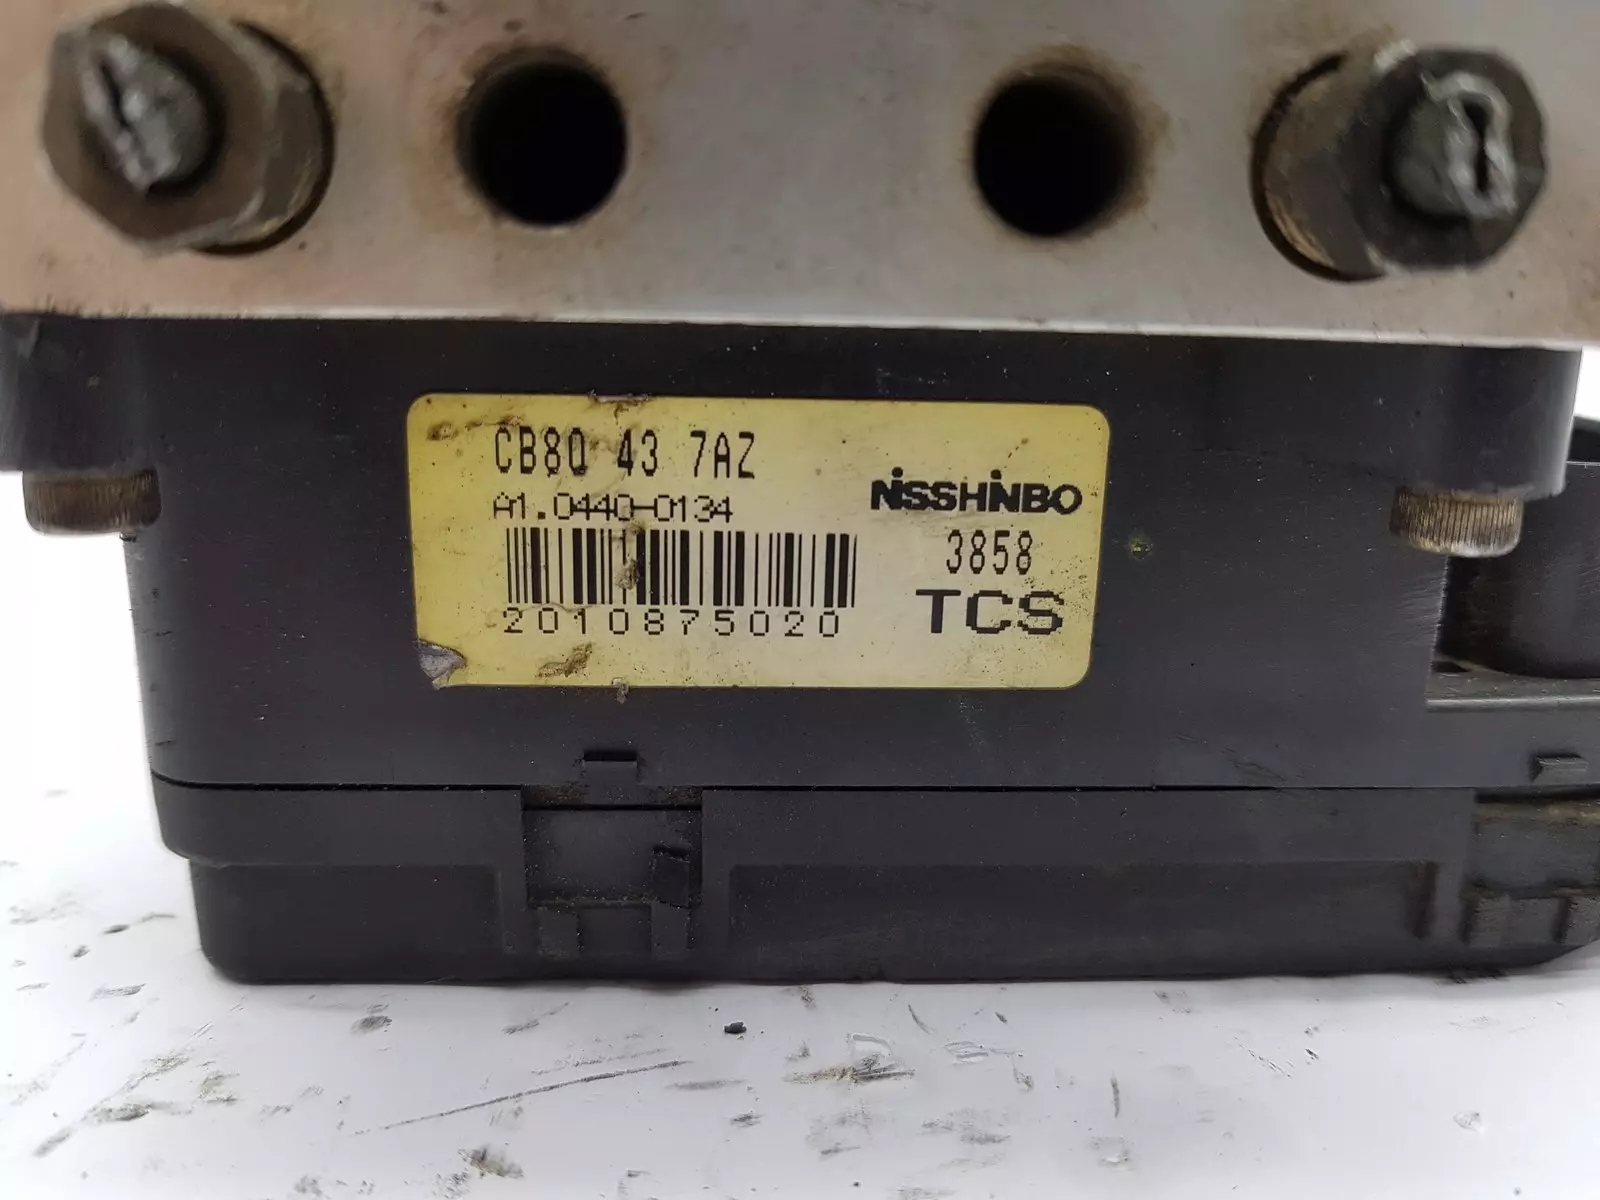 CB8Q 43 7AZ
A1.0440-0134
2010875020
NISSHINBO
3858
TCS